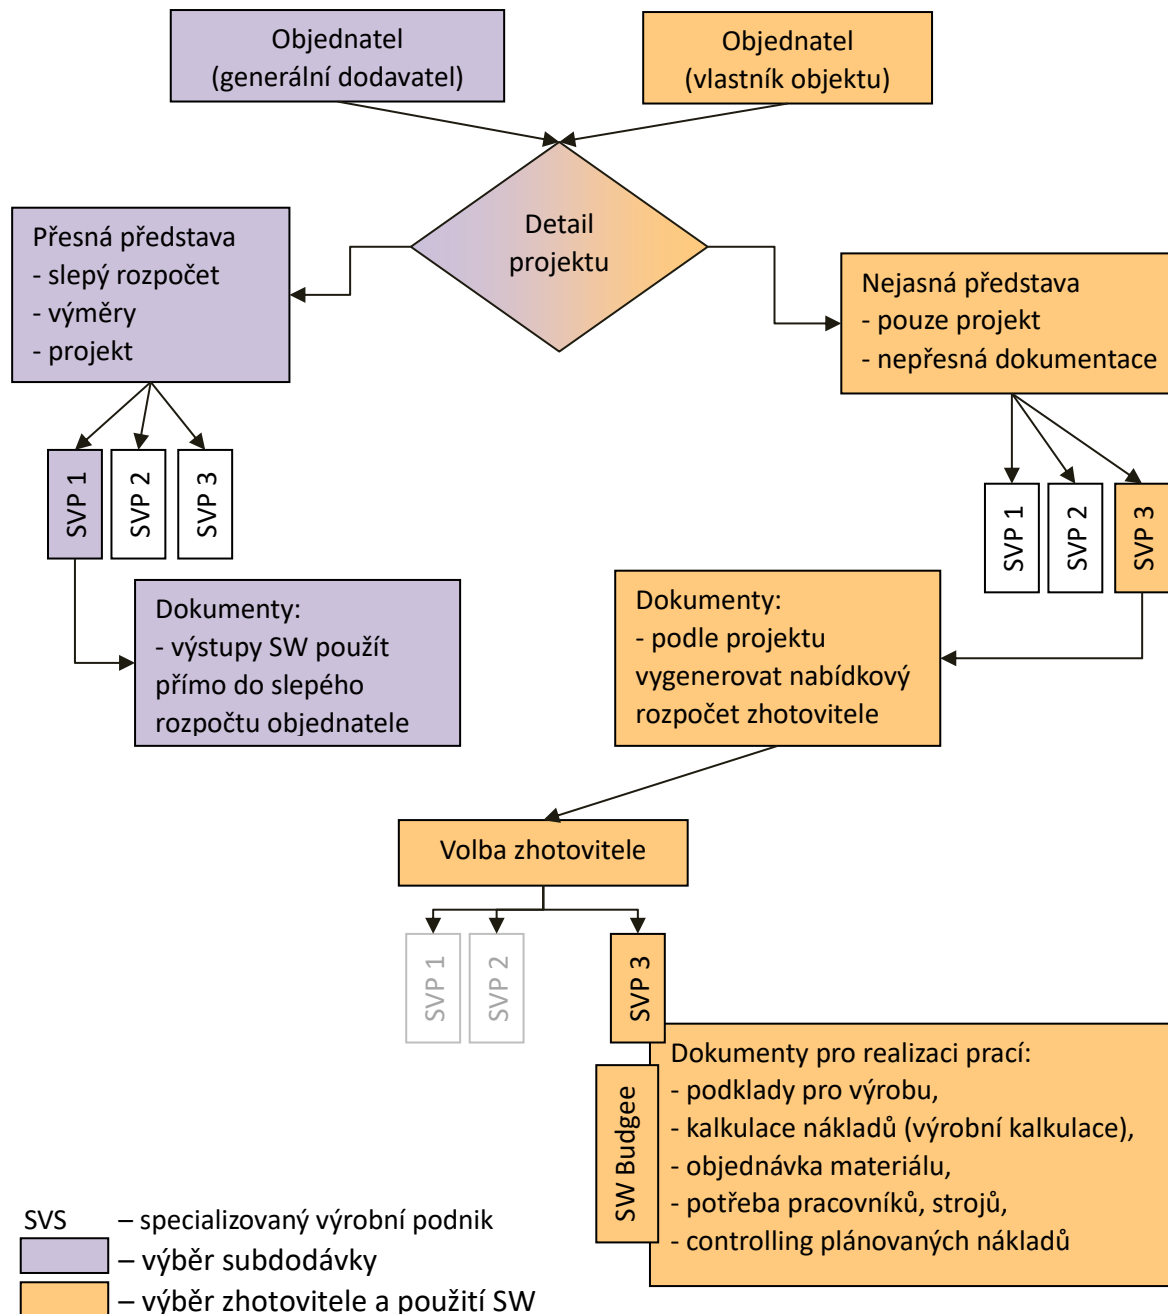 Objednatel
(generální dodavatel)
Objednatel
(vlastník objektu)
Detail
projektu
Přesná představa
- slepý rozpočet
- výměry
- projekt
Nejasná představa
- pouze projekt
- nepřesná dokumentace
SVP 1
SVP 2
SVP 3
SVP 1
SVP 2
SVP 3
Dokumenty:
- výstupy SW použít
přímo do slepého
rozpočtu objednatele
Dokumenty:
- podle projektu
vygenerovat nabídkový
rozpočet zhotovitele
Volba zhotovitele
SVP 1
SVP 2
SVP 3
SW Budgee
Dokumenty pro realizaci prací:
- podklady pro výrobu,
- kalkulace nákladů (výrobní kalkulace),
- objednávka materiálu,
- potřeba pracovníků, strojů,
- controlling plánovaných nákladů
SVS – specializovaný výrobní podnik
– výběr subdodávky
– výběr zhotovitele a použití SW